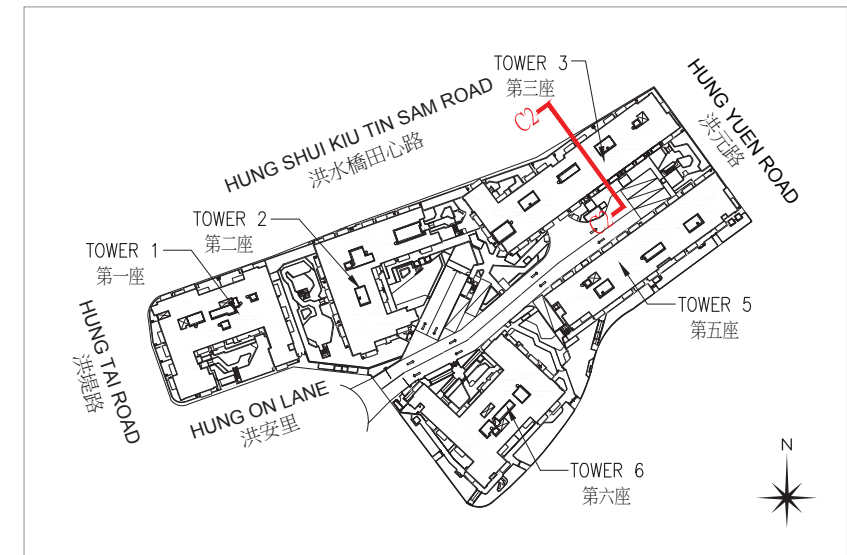 TOWER 3
第三座
HUNG YUEN ROAD
洪元路
C2
HUNG SHUI KIU TIN SAM ROAD
洪水橋田心路
TOWER 2
第二座
C2
TOWER 1
第一座
TOWER 5
第五座
HUNG TAI ROAD
洪堤路
HUNG ON LANE
洪安里
N
TOWER 6
第六座